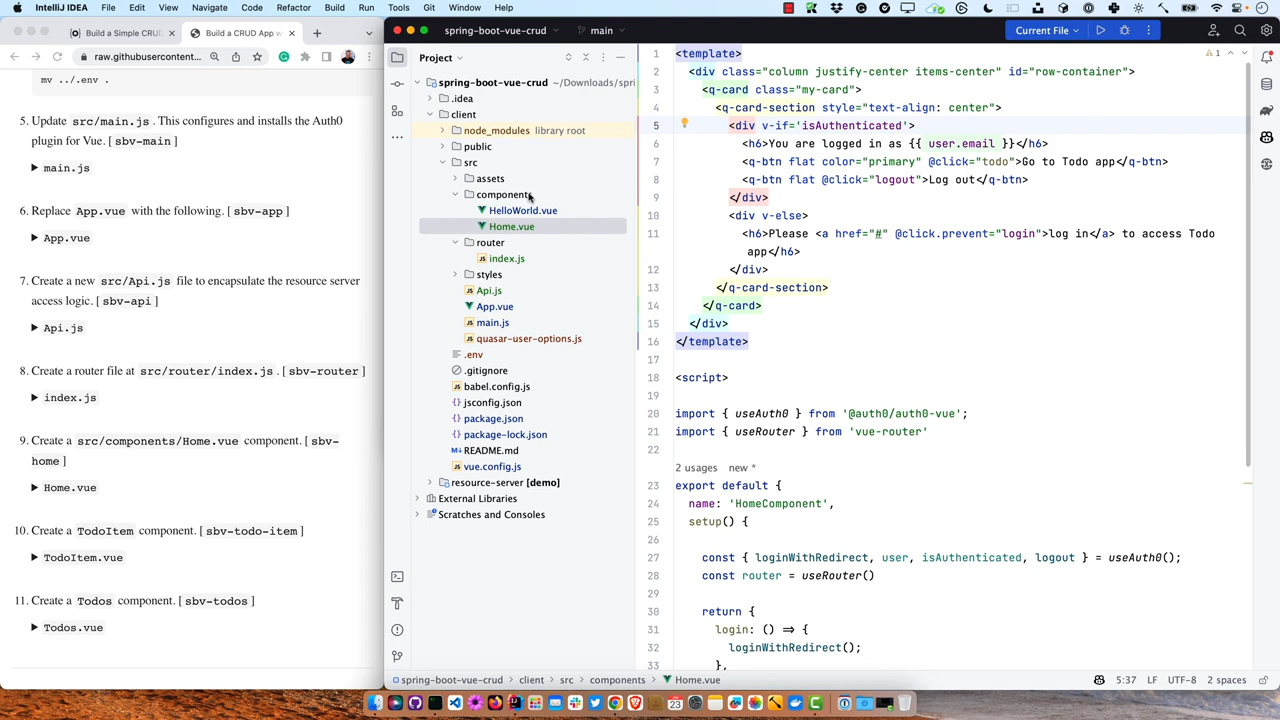 IntelliJ IDEA File Edit View Navigate Code Refactor Build Run Tools Git Window Help
Build a Simple CRUD
Build a CRUD App w
raw.githubusercontent...
mv ../.env .
5. Update src/main.js. This configures and installs the Auth0
plugin for Vue. [sbv-main]
main.js
6. Replace App.vue with the following. [sbv-app]
App.vue
7. Create a new src/Api.js file to encapsulate the resource server
access logic. [sbv-api]
Api.js
8. Create a router file at src/router/index.js. [sbv-router]
index.js
9. Create a src/components/Home.vue component. [sbv-
home]
Home.vue
10. Create a TodoItem component. [sbv-todo-item]
TodoItem.vue
11. Create a Todos component. [sbv-todos]
Todos.vue
spring-boot-vue-crud
main
Current File
Project
spring-boot-vue-crud ~/Downloads/spri
.idea
client
node_modules library root
public
src
assets
components
HelloWorld.vue
Home.vue
router
index.js
styles
Api.js
App.vue
main.js
quasar-user-options.js
.env
.gitignore
babel.config.js
jsconfig.json
package.json
package-lock.json
README.md
vue.config.js
resource-server [demo]
External Libraries
Scratches and Consoles
1 <template>
2 <div class="column justify-center items-center" id="row-container">
3 <q-card class="my-card">
4 <q-card-section style="text-align: center">
5 <div v-if='isAuthenticated'>
6 <h6>You are logged in as {{ user.email }}</h6>
7 <q-btn flat color="primary" @click="todo">Go to Todo app</q-btn>
8 <q-btn flat @click="logout">Log out</q-btn>
9 </div>
10 <div v-else>
11 <h6>Please <a href="#" @click.prevent="login">log in</a> to access Todo
app</h6>
12 </div>
13 </q-card-section>
14 </q-card>
15 </div>
16 </template>
17
18 <script>
19
20 import { useAuth0 } from '@auth0/auth0-vue';
21 import { useRouter } from 'vue-router'
22
2 usages new *
23 export default {
24 name: 'HomeComponent',
25 setup() {
26
27 const { loginWithRedirect, user, isAuthenticated, logout } = useAuth0();
28 const router = useRouter()
29
30 return {
31 login: () => {
32 loginWithRedirect();
33 },
1
spring-boot-vue-crud > client > src > components > Home.vue
5:37 LF UTF-8 2 spaces
23